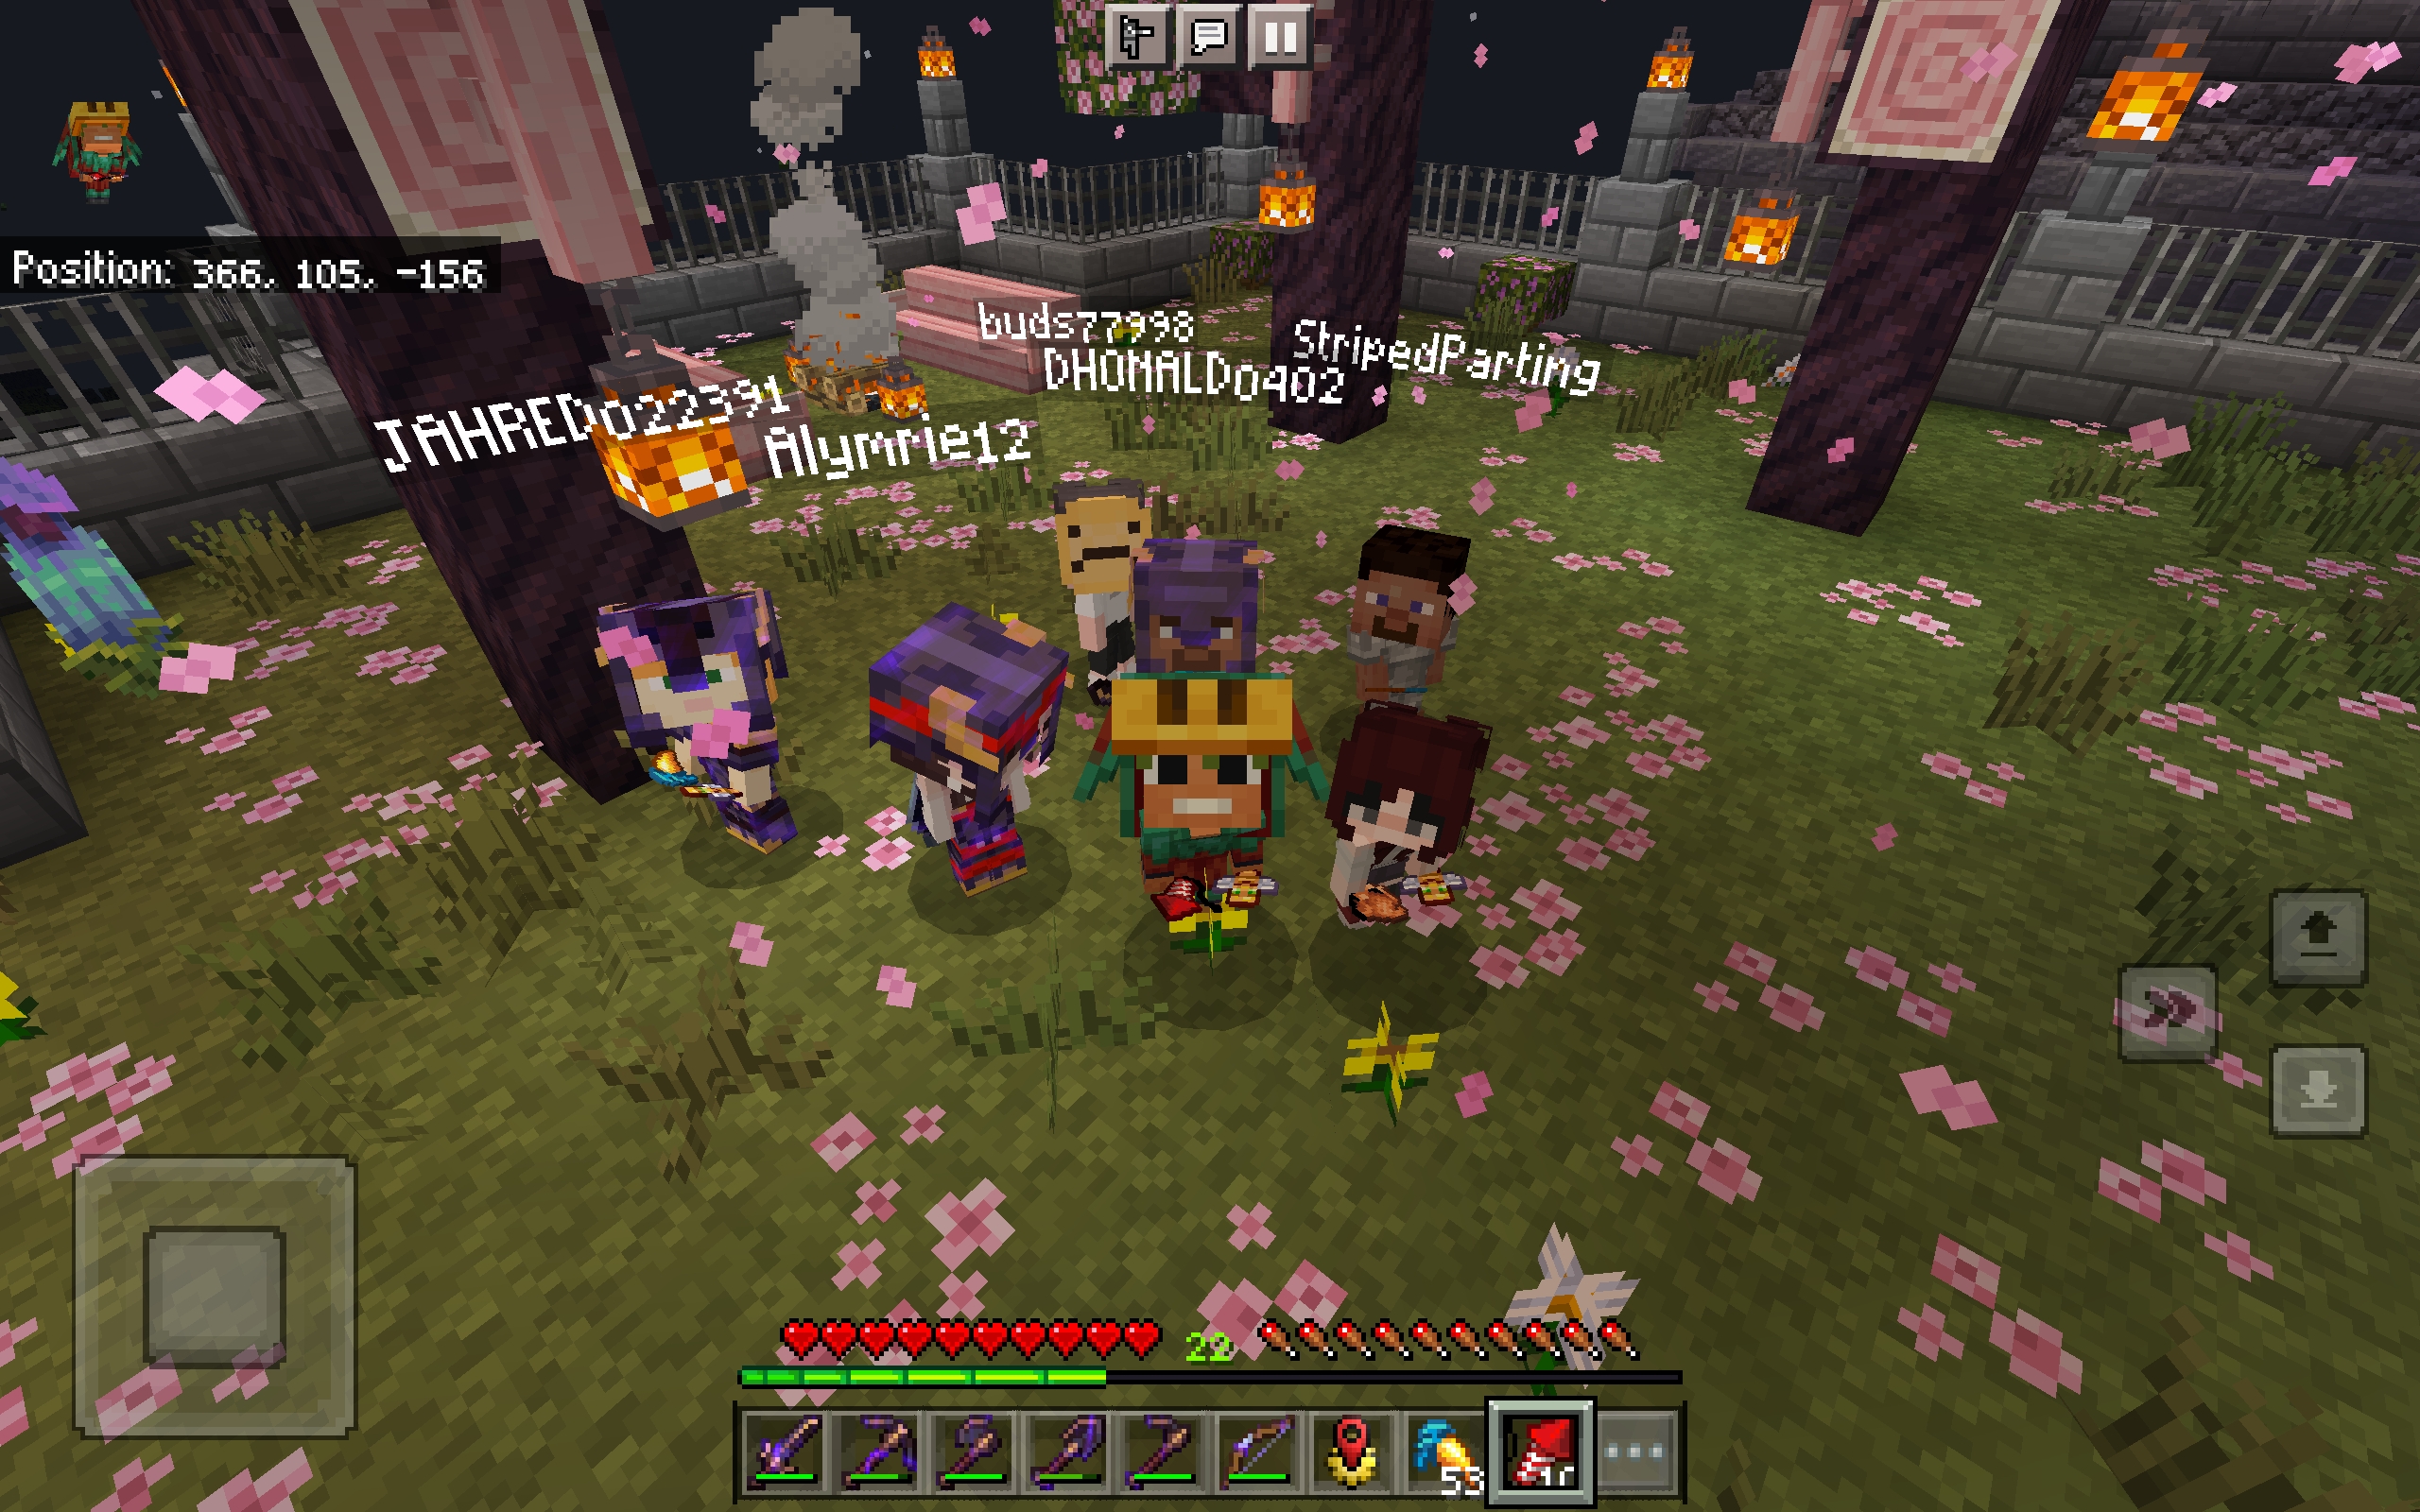 Position: 366, 105, -156
buds77998
StripedParting
DHONALD0402
JAHRED022391
Alymrie12
22
53